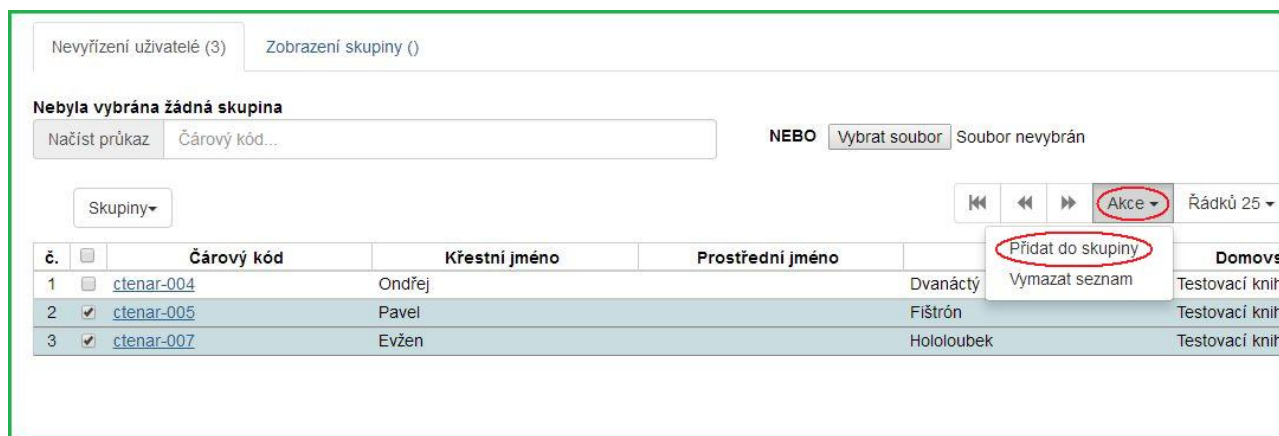 Nevyřízení uživatelé (3) Zobrazení skupiny ()
Nebyla vybrána žádná skupina
Načíst průkaz Čárový kód... NEBO Vybrat soubor Soubor nevybrán
Skupiny Akce Řádků 25
Přidat do skupiny
Vymazat seznam
č. Čárový kód Křestní jméno Prostřední jméno Domovs
1 ctenar-004 Ondřej Dvanáctý Testovací knih
2 ctenar-005 Pavel Fištrón Testovací knih
3 ctenar-007 Evžen Hololoubek Testovací knih